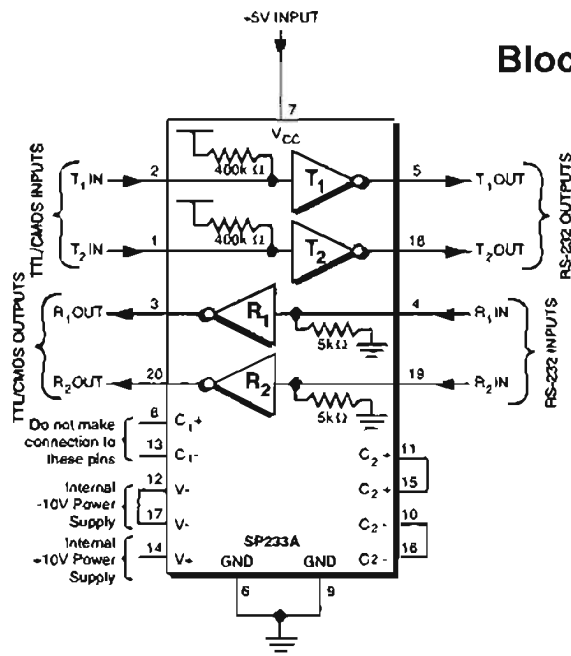 +5V INPUT
Bloc
7
VCC
400k Ω
T1 IN 2 T1 5 T1 OUT
400k Ω
T2 IN 1 T2 18 T2 OUT
TTL/CMOS INPUTS
RS-232 OUTPUTS
R1 OUT 3 R1 4 R1 IN
5k Ω
R2 OUT 20 R2 19 R2 IN
5k Ω
TTL/CMOS OUTPUTS
RS-232 INPUTS
Do not make
connection to
these pins
8 C1+
13 C1-
Internal
-10V Power
Supply
12 V-
17 V-
Internal
+10V Power
Supply
14 V+
C2+ 11
C2+ 15
C2- 10
C2- 16
SP233A
GND GND
6 9